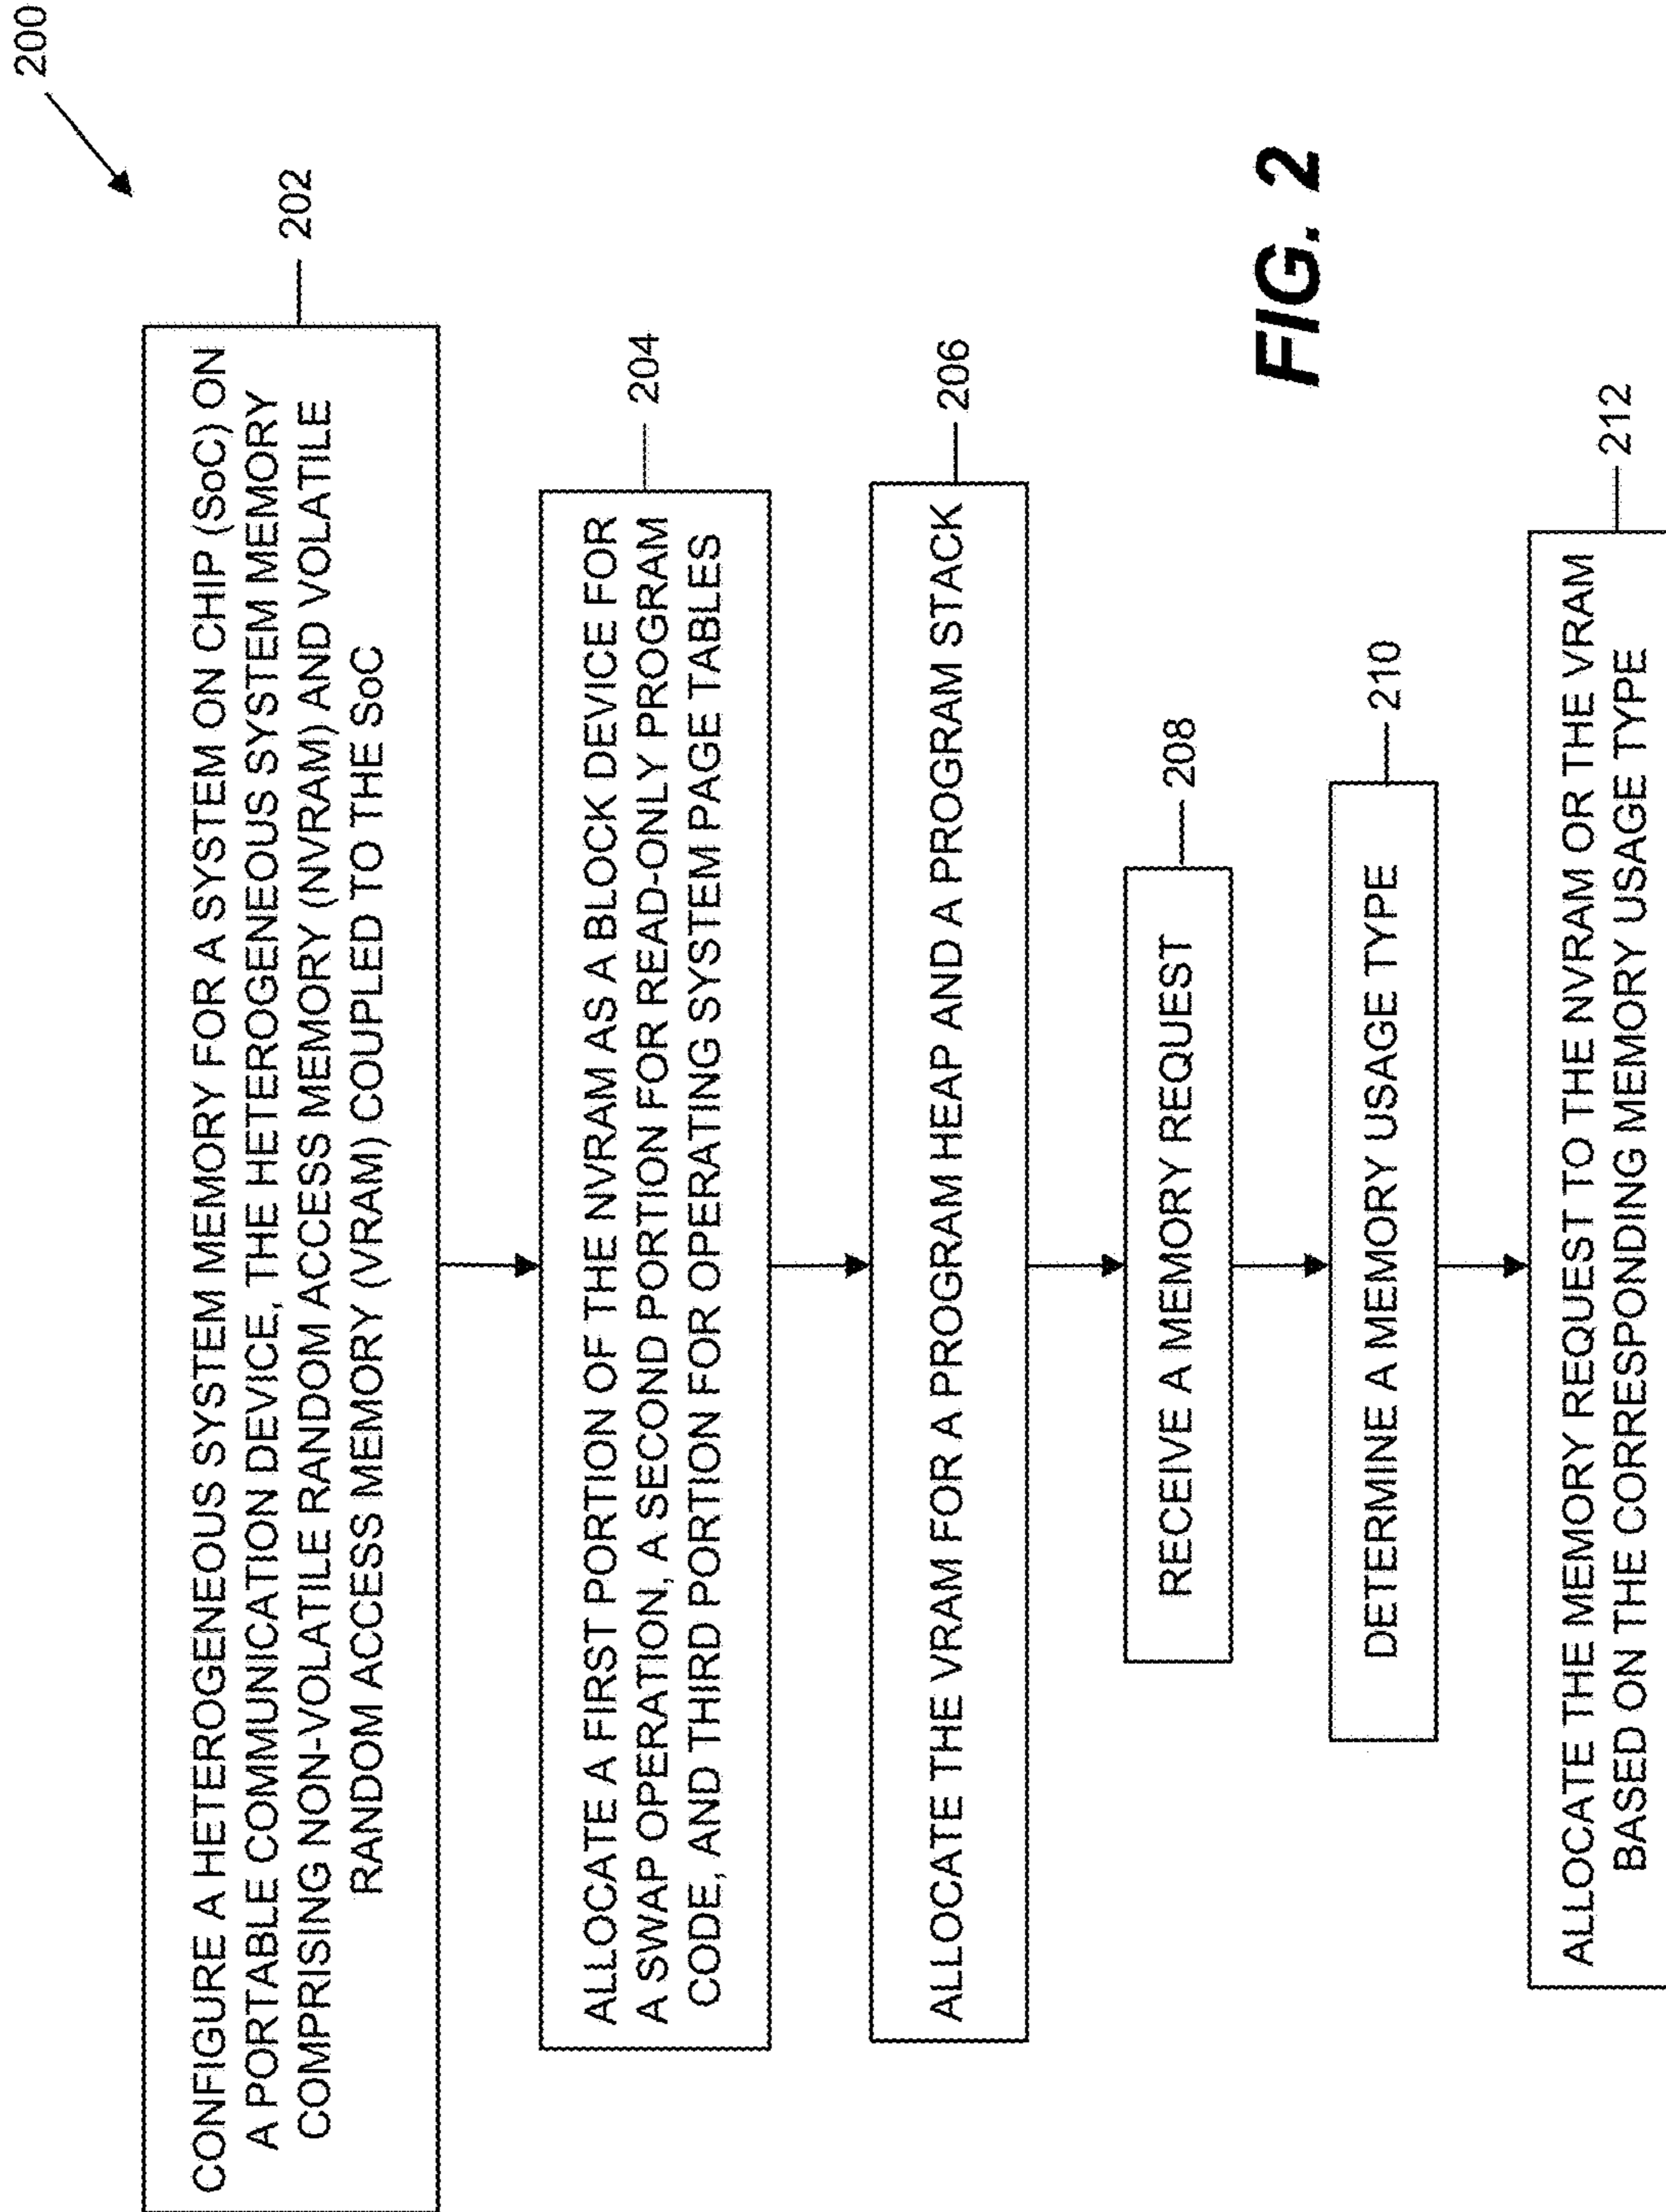 200
CONFIGURE A HETEROGENEOUS SYSTEM MEMORY FOR A SYSTEM ON CHIP (SoC) ON
A PORTABLE COMMUNICATION DEVICE, THE HETEROGENEOUS SYSTEM MEMORY
COMPRISING NON-VOLATILE RANDOM ACCESS MEMORY (NVRAM) AND VOLATILE
RANDOM ACCESS MEMORY (VRAM) COUPLED TO THE SoC
202
ALLOCATE A FIRST PORTION OF THE NVRAM AS A BLOCK DEVICE FOR
A SWAP OPERATION, A SECOND PORTION FOR READ-ONLY PROGRAM
CODE, AND THIRD PORTION FOR OPERATING SYSTEM PAGE TABLES
204
ALLOCATE THE VRAM FOR A PROGRAM HEAP AND A PROGRAM STACK
206
RECEIVE A MEMORY REQUEST
208
DETERMINE A MEMORY USAGE TYPE
210
ALLOCATE THE MEMORY REQUEST TO THE NVRAM OR THE VRAM
BASED ON THE CORRESPONDING MEMORY USAGE TYPE
212
FIG. 2